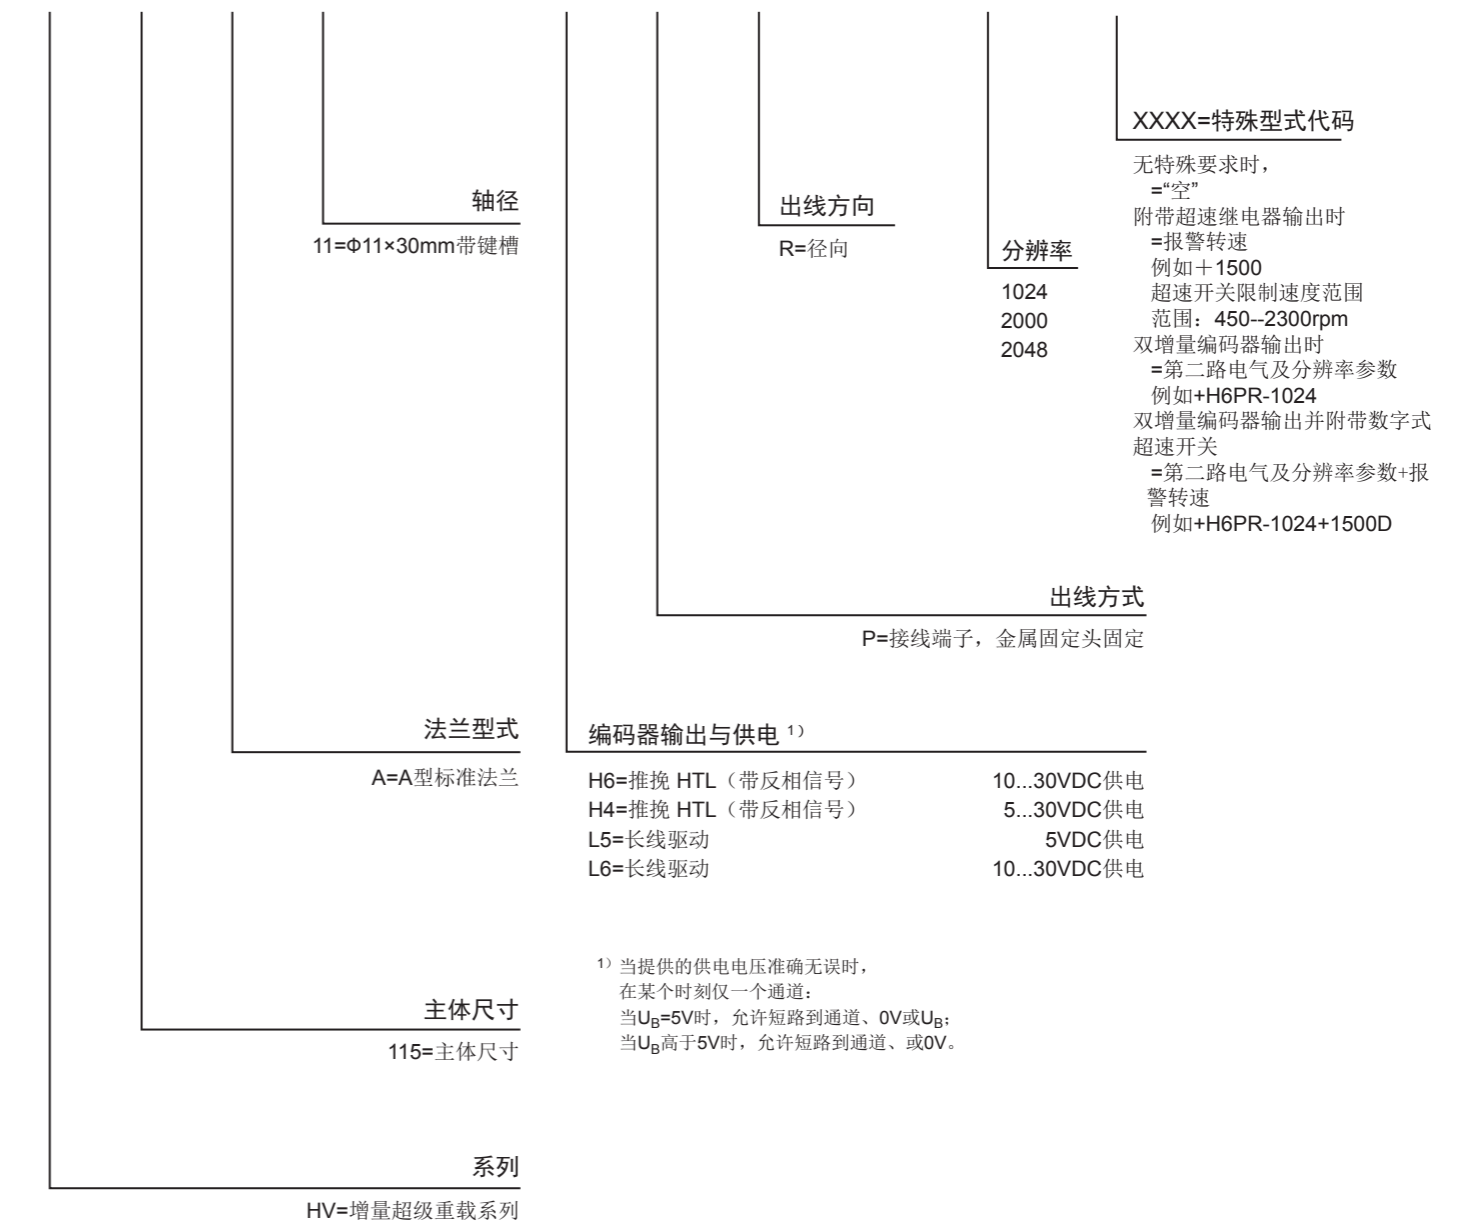 XXXX=特殊型式代码
无特殊要求时，
=“空”
附带超速继电器输出时
=报警转速
例如＋1500
超速开关限制速度范围
范围：450--2300rpm
双增量编码器输出时
=第二路电气及分辨率参数
例如+H6PR-1024
双增量编码器输出并附带数字式
超速开关
=第二路电气及分辨率参数+报
警转速
例如+H6PR-1024+1500D
轴径
11=Φ11×30mm带键槽
出线方向
R=径向
分辨率
1024
2000
2048
出线方式
P=接线端子，金属固定头固定
法兰型式
A=A型标准法兰
编码器输出与供电 1）
H6=推挽 HTL（带反相信号） 10...30VDC供电
H4=推挽 HTL（带反相信号） 5...30VDC供电
L5=长线驱动 5VDC供电
L6=长线驱动 10...30VDC供电
1）当提供的供电电压准确无误时，
在某个时刻仅一个通道：
当UB=5V时，允许短路到通道、0V或UB；
当UB高于5V时，允许短路到通道、或0V。
主体尺寸
115=主体尺寸
系列
HV=增量超级重载系列